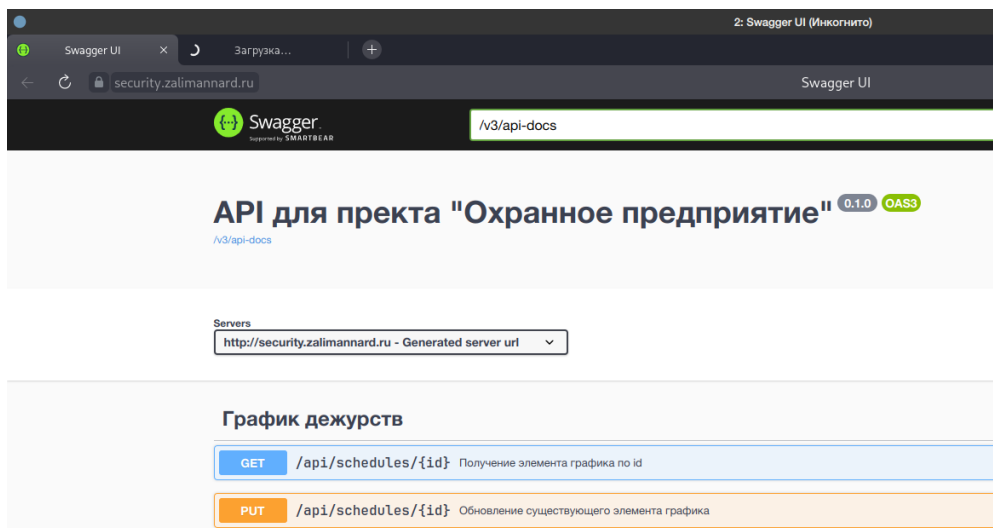 2: Swagger UI (Инкогнито)
Swagger UI
Загрузка...
security.zalimannard.ru
Swagger UI
Swagger.
Supported by SMARTBEAR
/v3/api-docs
API для пректа "Охранное предприятие" 0.1.0 OAS3
/v3/api-docs
Servers
http://security.zalimannard.ru - Generated server url
График дежурств
GET /api/schedules/{id} Получение элемента графика по id
PUT /api/schedules/{id} Обновление существующего элемента графика